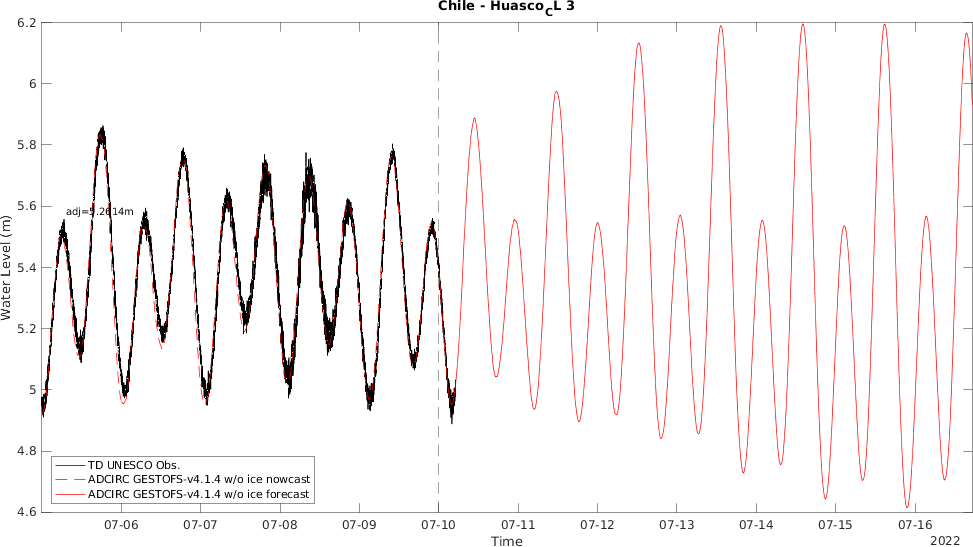 Chile - Huasco_CL 3
6.2
6
5.8
5.6
5.4
5.2
5
4.8
4.6
Water Level (m)
adj=5.2614m
TD UNESCO Obs.
ADCIRC GESTOFS-v4.1.4 w/o ice nowcast
ADCIRC GESTOFS-v4.1.4 w/o ice forecast
07-06 07-07 07-08 07-09 07-10 07-11 07-12 07-13 07-14 07-15 07-16
Time
2022